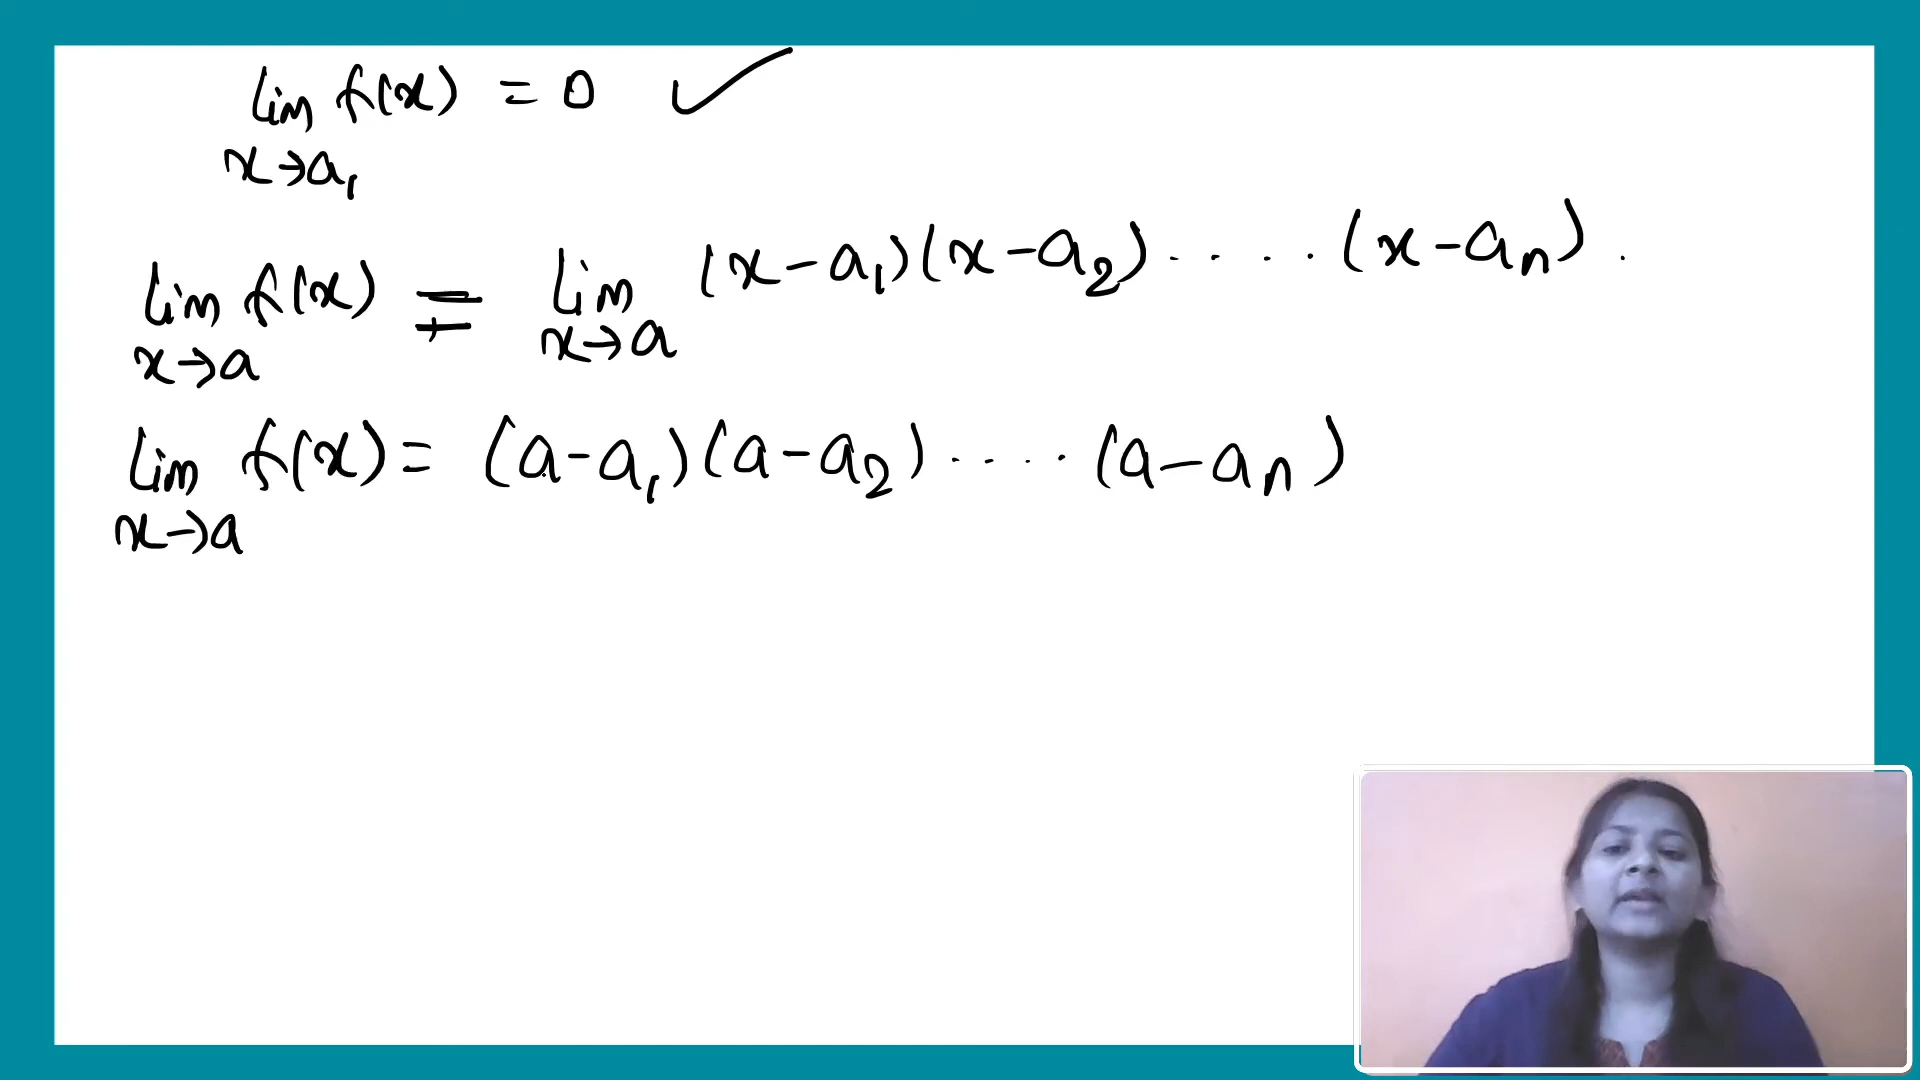 lim f(x) = 0 ✓
x→a₁
lim f(x) = lim (x-a₁)(x-a₂).....(x-aₙ).
x→a x→a
lim f(x) = (a-a₁)(a-a₂).....(a-aₙ)
x→a